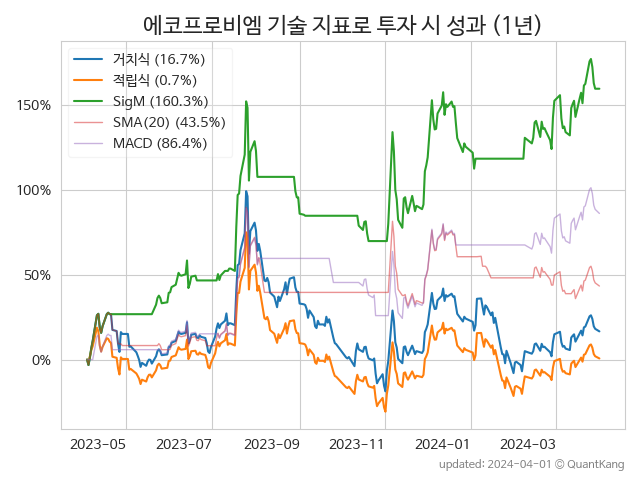 에코프로비엠 기술 지표로 투자 시 성과 (1년)
거치식 (16.7%)
적립식 (0.7%)
SigM (160.3%)
SMA(20) (43.5%)
MACD (86.4%)
150%
100%
50%
0%
2023-05 2023-07 2023-09 2023-11 2024-01 2024-03
updated: 2024-04-01 © QuantKang